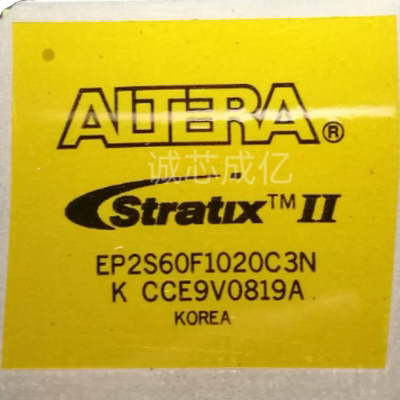 ALTERA®
诚芯成亿
Stratix™ II
EP2S60F1020C3N
K CCE9V0819A
KOREA